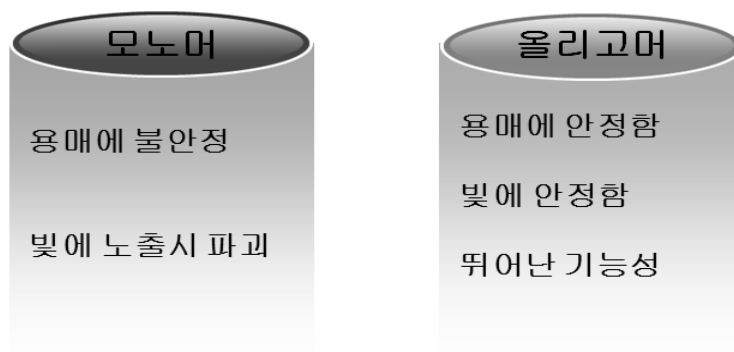 모노머
용매에 불안정
빛에 노출시 파괴
올리고머
용매에 안정함
빛에 안정함
뛰어난 기능성